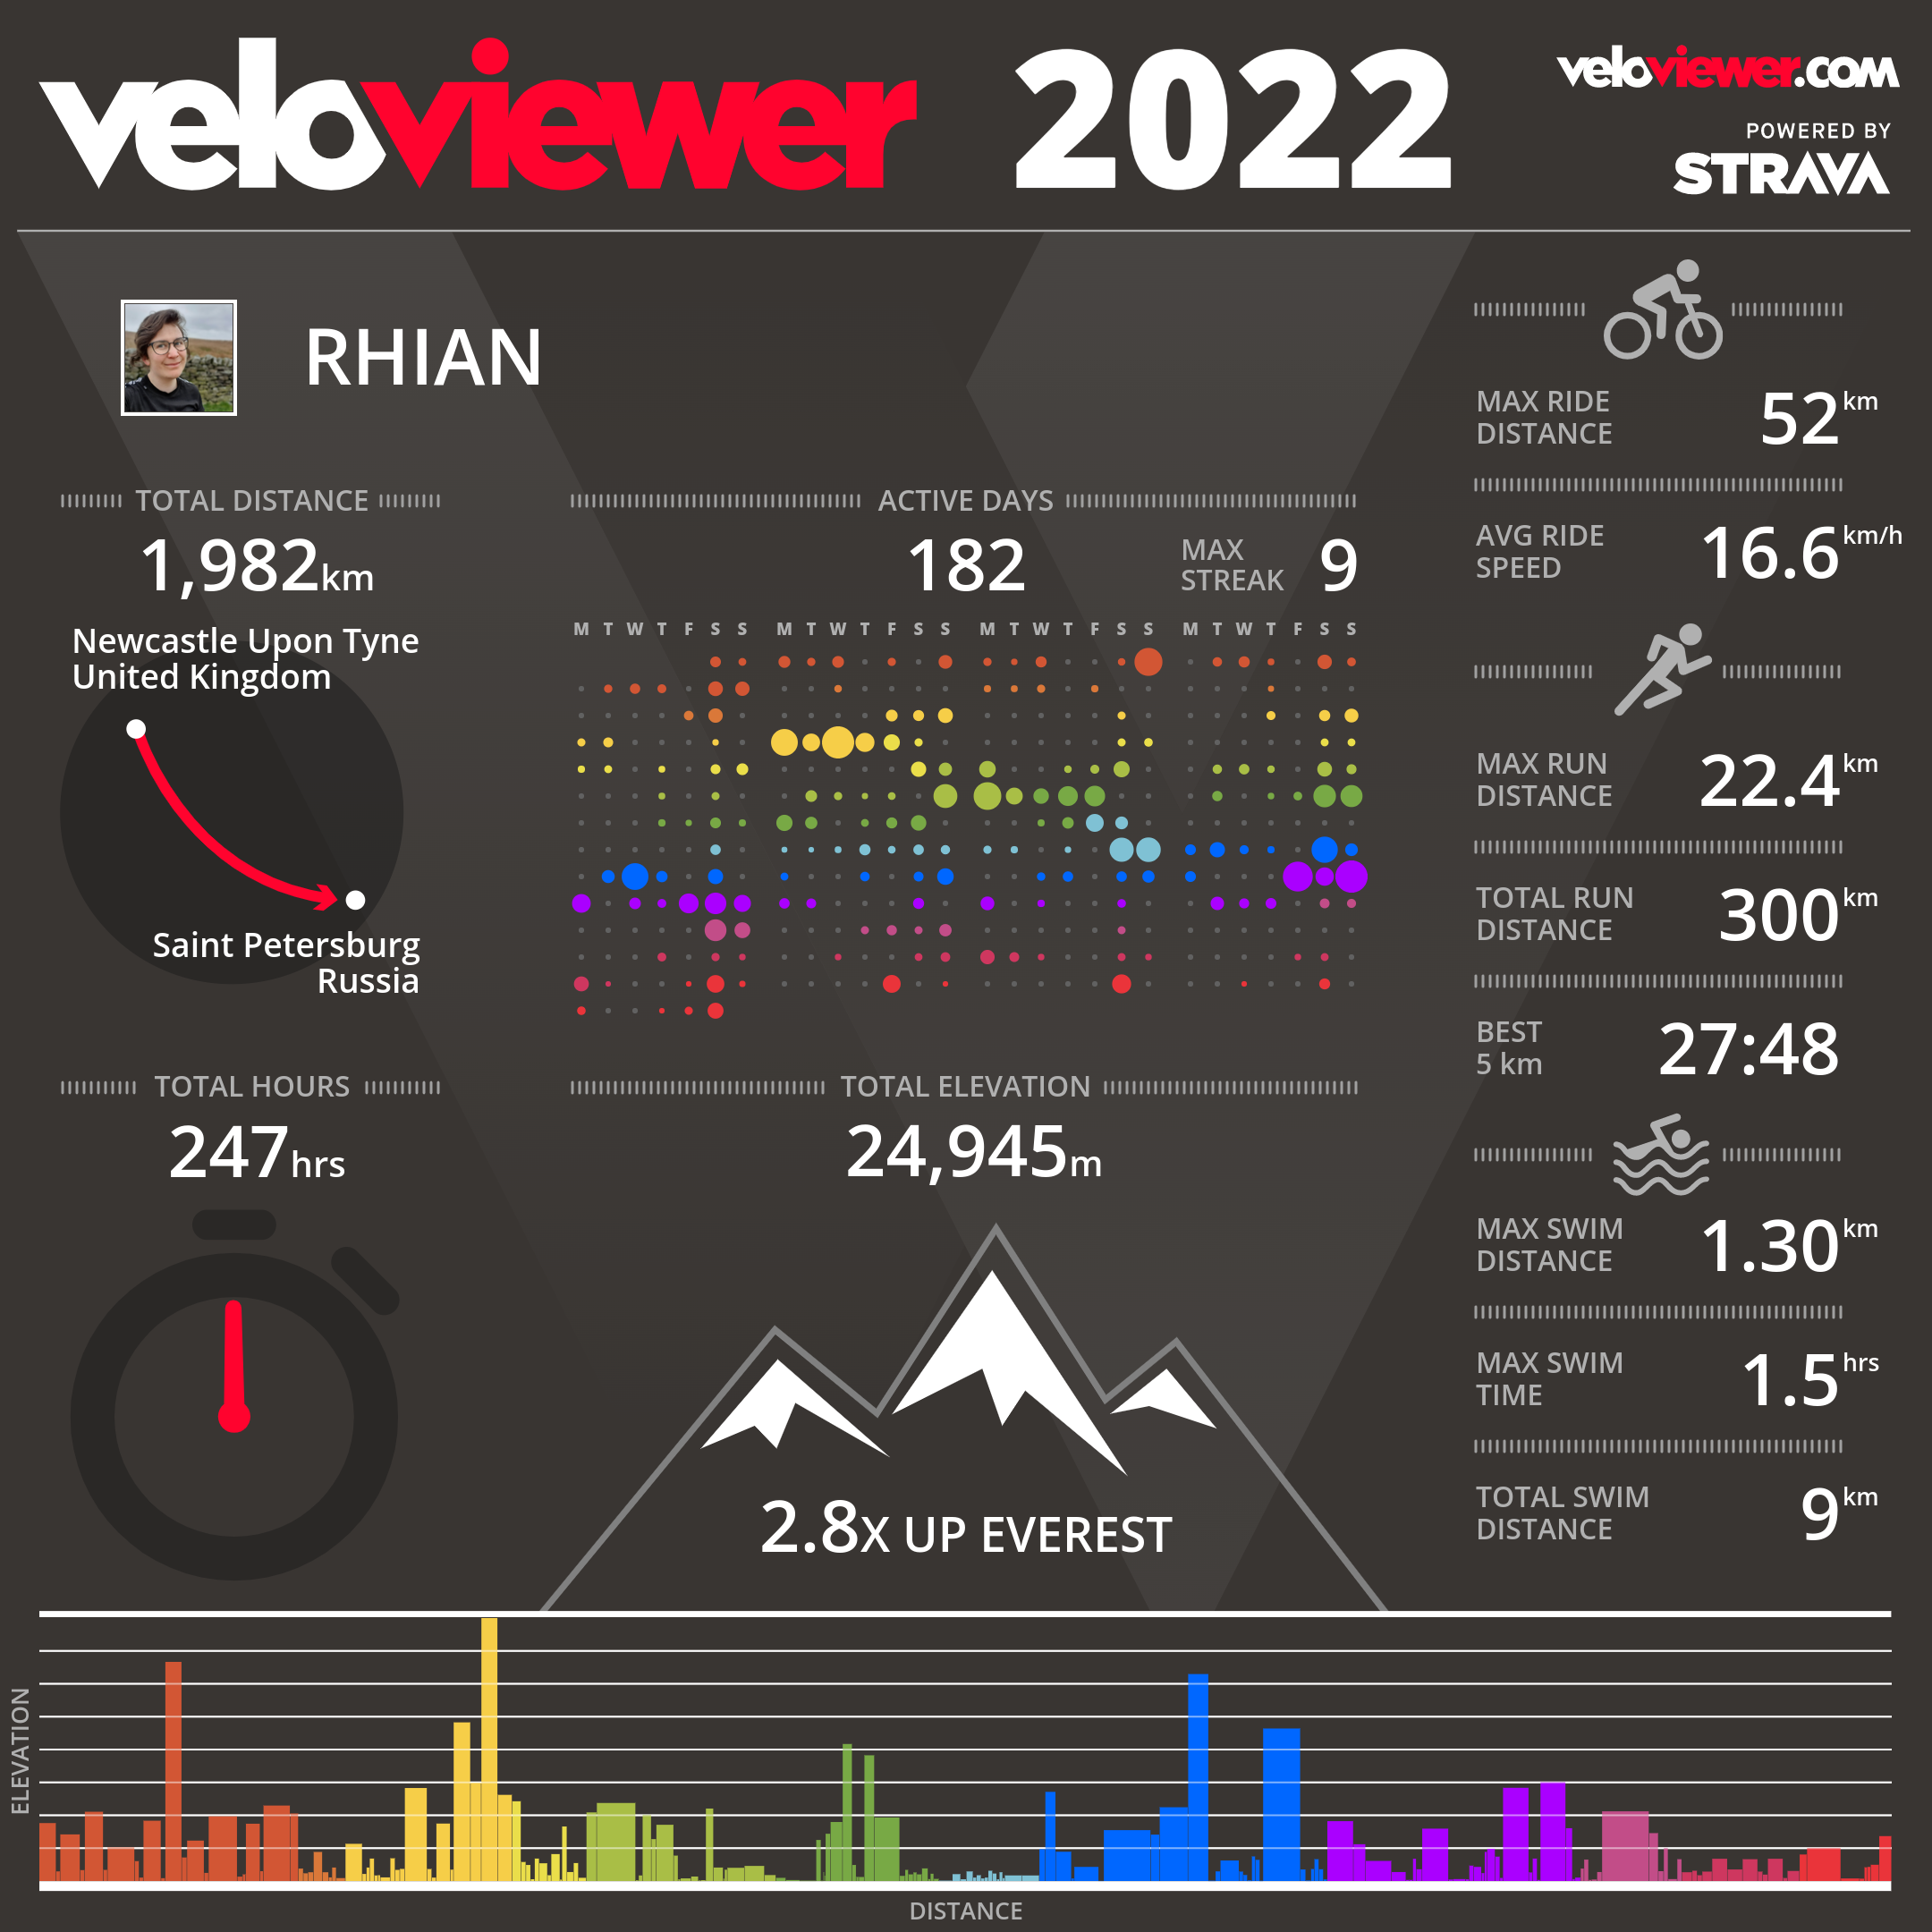 veloviewer 2022
veloviewer.com
POWERED BY
STRAVA
RHIAN
TOTAL DISTANCE
1,982km
Newcastle Upon Tyne
United Kingdom
Saint Petersburg
Russia
ACTIVE DAYS
182
MAX
STREAK
9
M T W T F S S M T W T F S S M T W T F S S M T W T F S S
TOTAL HOURS
247hrs
TOTAL ELEVATION
24,945m
2.8X UP EVEREST
MAX RIDE
DISTANCE
52km
AVG RIDE
SPEED
16.6km/h
MAX RUN
DISTANCE
22.4km
TOTAL RUN
DISTANCE
300km
BEST
5 km
27:48
MAX SWIM
DISTANCE
1.30km
MAX SWIM
TIME
1.5hrs
TOTAL SWIM
DISTANCE
9km
ELEVATION
DISTANCE